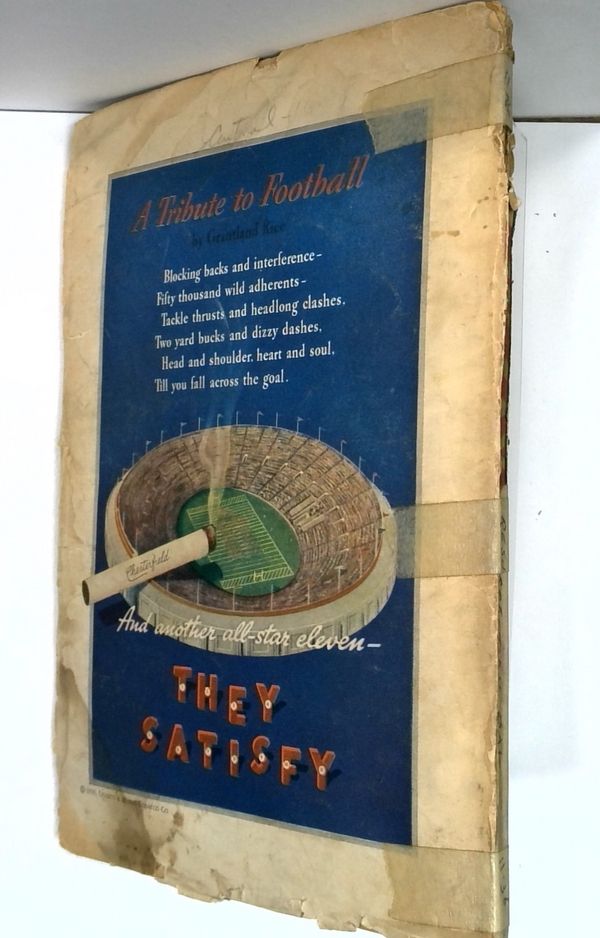 A Tribute to Football
by Grantland Rice
Blocking backs and interference–
Fifty thousand wild adherents–
Tackle thrusts and headlong clashes,
Two yard bucks and dizzy dashes,
Head and shoulder, heart and soul,
Till you fall across the goal.
Chesterfield
And another all-star eleven–
THEY
SATISFY
Tobacco Co.